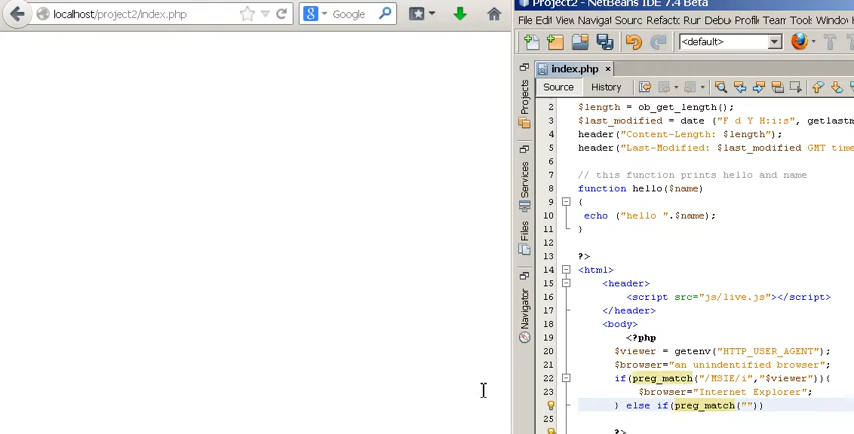 localhost/project2/index.php
Google
Project2 - NetBeans IDE 7.4 Beta
File Edit View Navigat Sourc Refacto Run Debu Profil Team Tools Windo
<default>
index.php ×
Source History
Projects
Services
Files
Navigator
2 $length = ob_get_length();
3 $last_modified = date ("F d Y H:i:s", getlastm
4 header("Content-Length: $length");
5 header("Last-Modified: $last_modified GMT time
6
7 // this function prints hello and name
8 function hello($name)
9 {
10 echo ("hello ".$name);
11 }
12
13 ?>
14 <html>
15 <header>
16 <script src="js/live.js"></script>
17 </header>
18 <body>
19 <?php
20 $viewer = getenv("HTTP_USER_AGENT");
21 $browser="an unidentified browser";
22 if(preg_match("/MSIE/i","$viewer")){
23 $browser="Internet Explorer";
} else if(preg_match(""))
25
?>